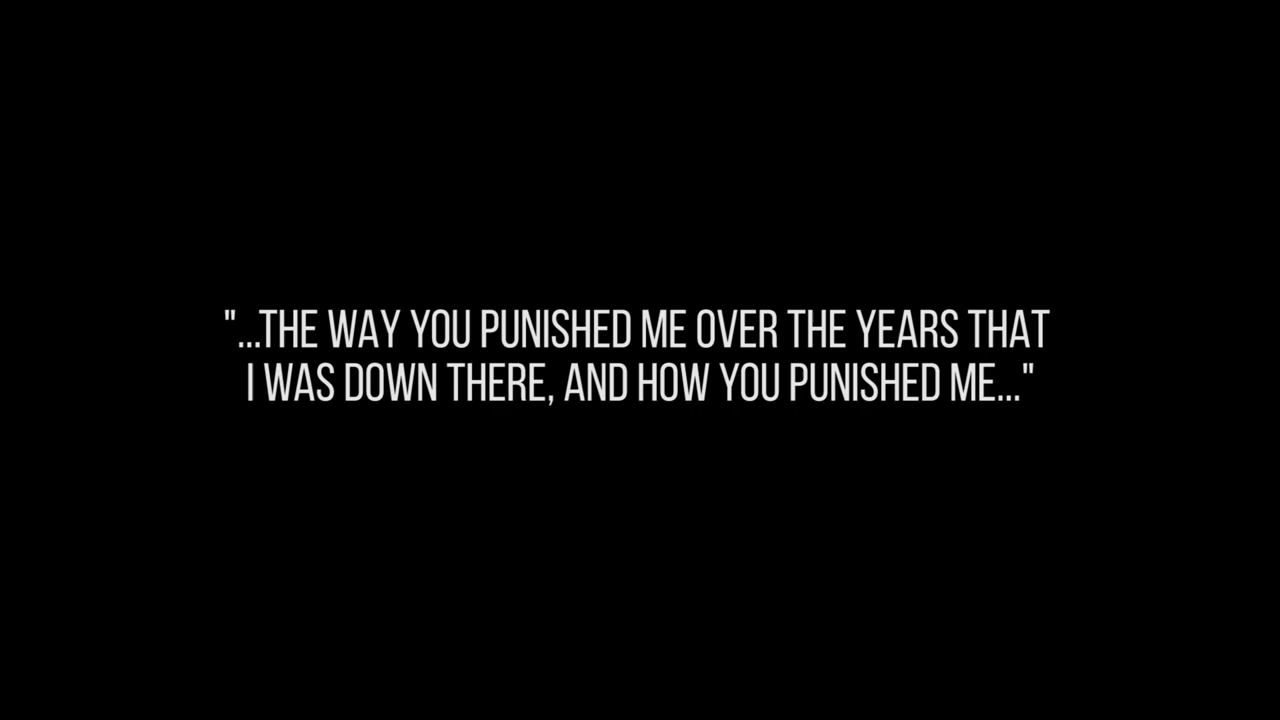 "...THE WAY YOU PUNISHED ME OVER THE YEARS THAT
I WAS DOWN THERE, AND HOW YOU PUNISHED ME..."